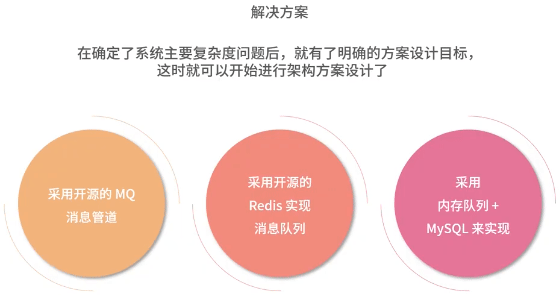 解决方案
在确定了系统主要复杂度问题后，就有了明确的方案设计目标，
这时就可以开始进行架构方案设计了
采用开源的 MQ
消息管道
采用开源的
Redis 实现
消息队列
采用
内存队列 +
MySQL 来实现